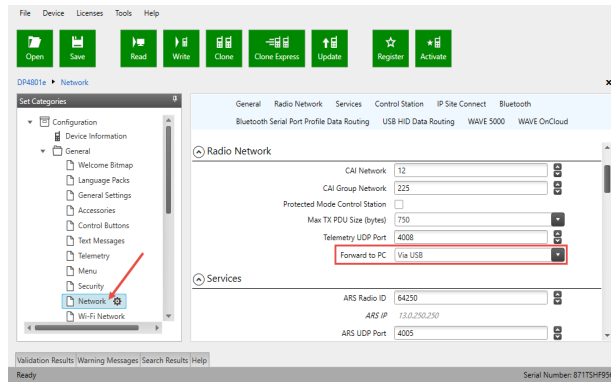 File Device Licenses Tools Help
Open Save Read Write Clone Clone Express Update Register Activate
DP4801e Network
Set Categories
Configuration
Device Information
General
Welcome Bitmap
Language Packs
General Settings
Accessories
Control Buttons
Text Messages
Telemetry
Menu
Security
Network
Wi-Fi Network
General Radio Network Services Control Station IP Site Connect Bluetooth
Bluetooth Serial Port Profile Data Routing USB HID Data Routing WAVE 5000 WAVE OnCloud
Radio Network
CAI Network 12
CAI Group Network 225
Protected Mode Control Station
Max TX PDU Size (bytes) 750
Telemetry UDP Port 4008
Forward to PC Via USB
Services
ARS Radio ID 64250
ARS IP 13.0.250.250
ARS UDP Port 4005
Validation Results Warning Messages Search Results Help
Ready Serial Number: 871TSHF95